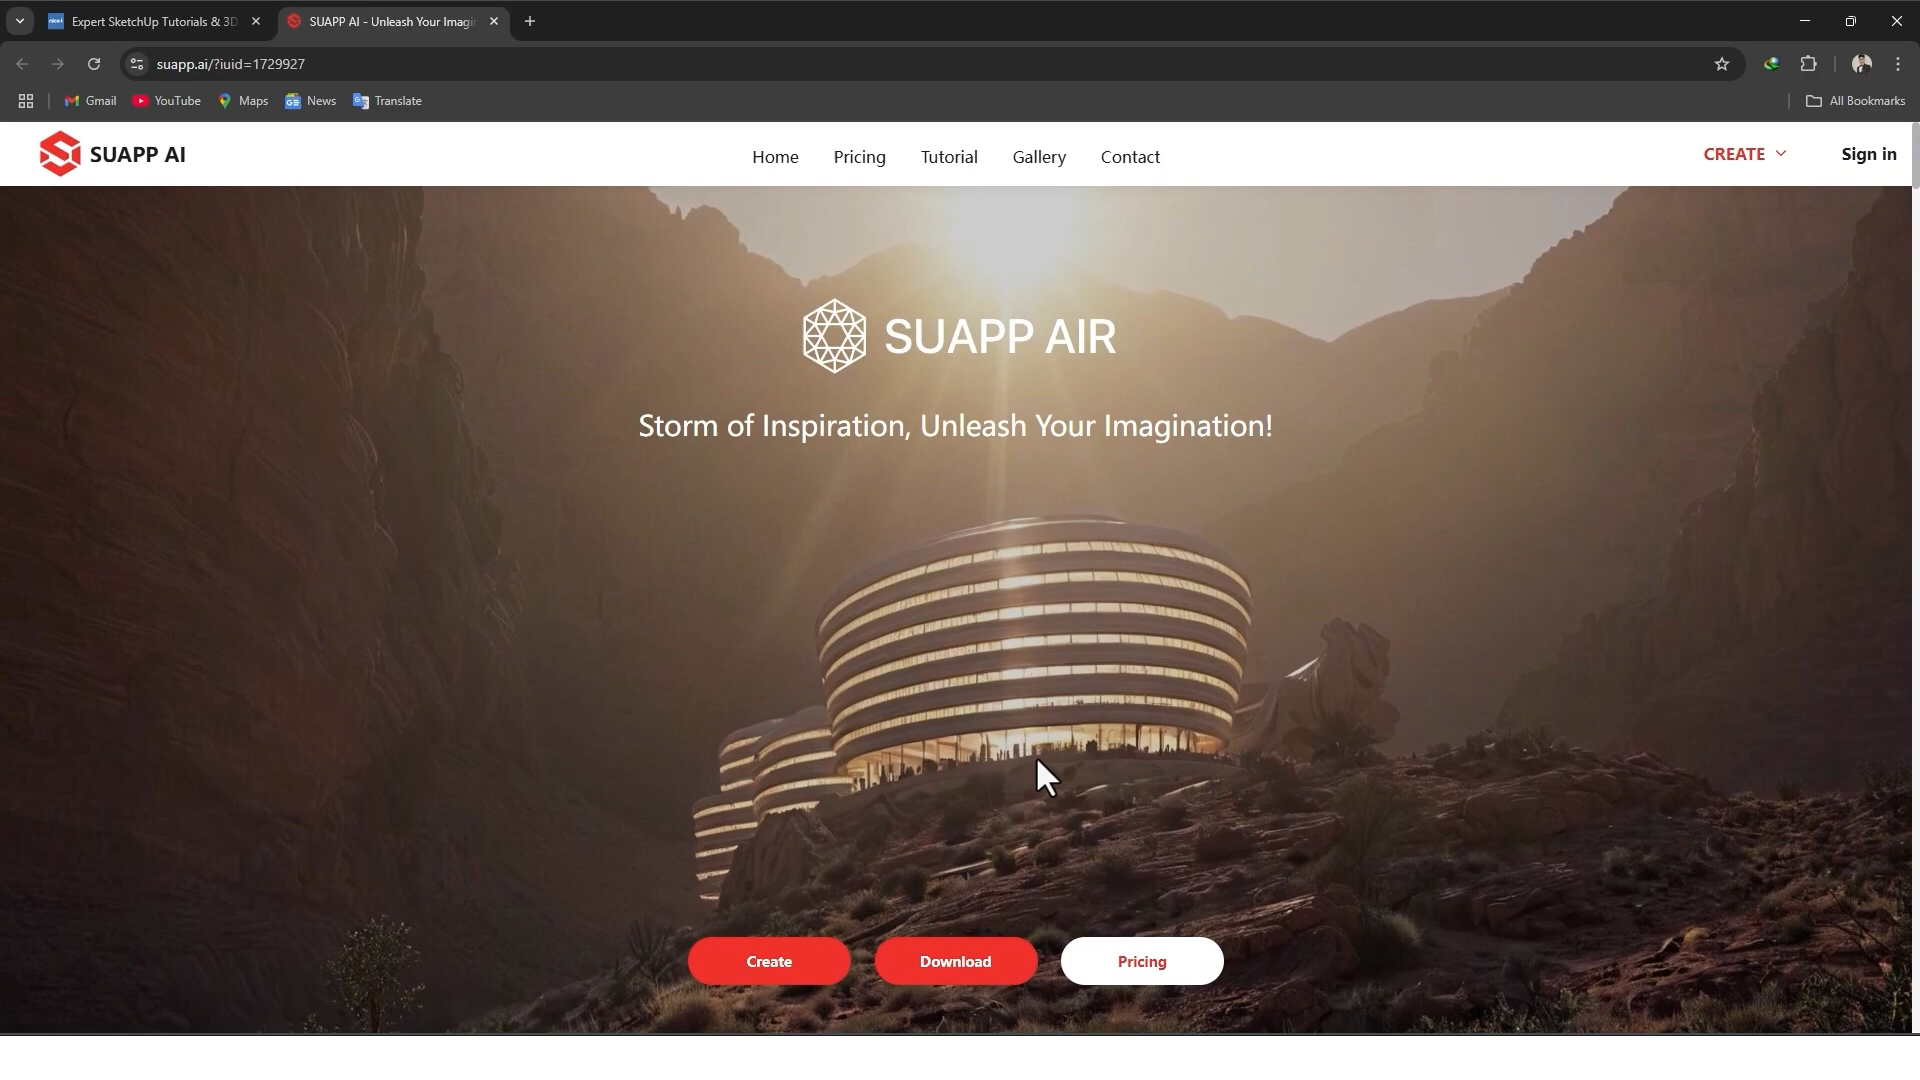 Expert SketchUp Tutorials & 3D
SUAPP AI - Unleash Your Imagi
suapp.ai/?iuid=1729927
Gmail
YouTube
Maps
News
Translate
All Bookmarks
SUAPP AI
Home
Pricing
Tutorial
Gallery
Contact
CREATE
Sign in
SUAPP AIR
Storm of Inspiration, Unleash Your Imagination!
Create
Download
Pricing